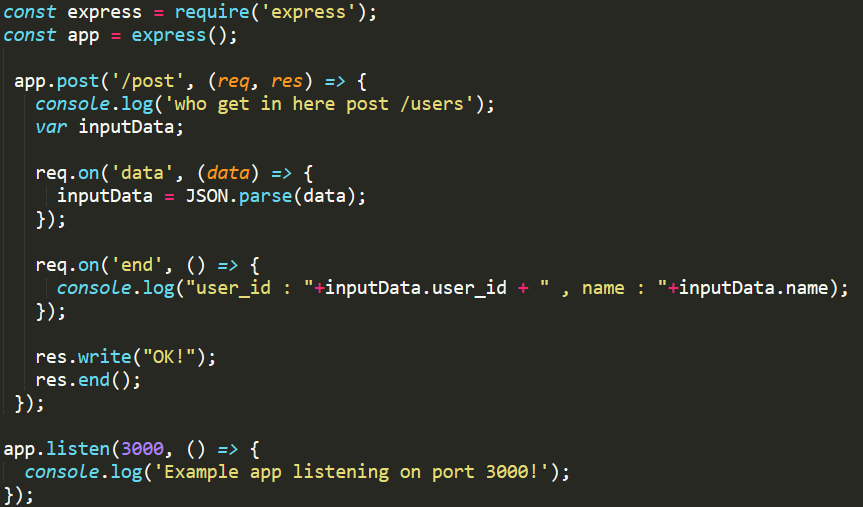 const express = require('express');
const app = express();
app.post('/post', (req, res) => {
console.log('who get in here post /users');
var inputData;
req.on('data', (data) => {
inputData = JSON.parse(data);
});
req.on('end', () => {
console.log("user_id : "+inputData.user_id + " , name : "+inputData.name);
});
res.write("OK!");
res.end();
});
app.listen(3000, () => {
console.log('Example app listening on port 3000!');
});